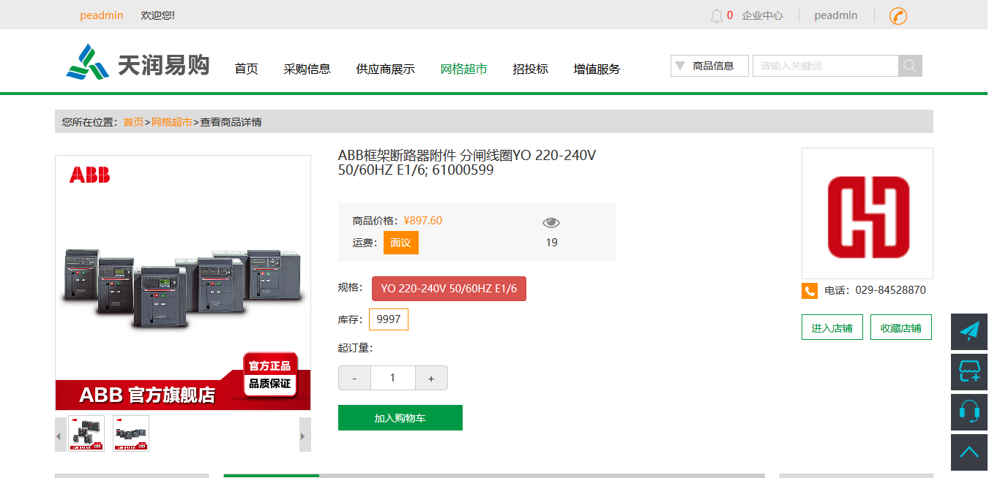 peadmin 欢迎您!
0 企业中心 peadmin
天润易购
首页 采购信息 供应商展示 网格超市 招投标 增值服务
商品信息 请输入关键词
您所在位置：首页>网格超市>查看商品详情
ABB
ABB框架断路器附件 分闸线圈YO 220-240V
50/60HZ E1/6; 61000599
商品价格：¥897.60
运费：面议 19
规格：YO 220-240V 50/60HZ E1/6
库存：9997
起订量：
- 1 +
加入购物车
官方正品
品质保证
ABB 官方旗舰店
电话：029-84528870
进入店铺 收藏店铺